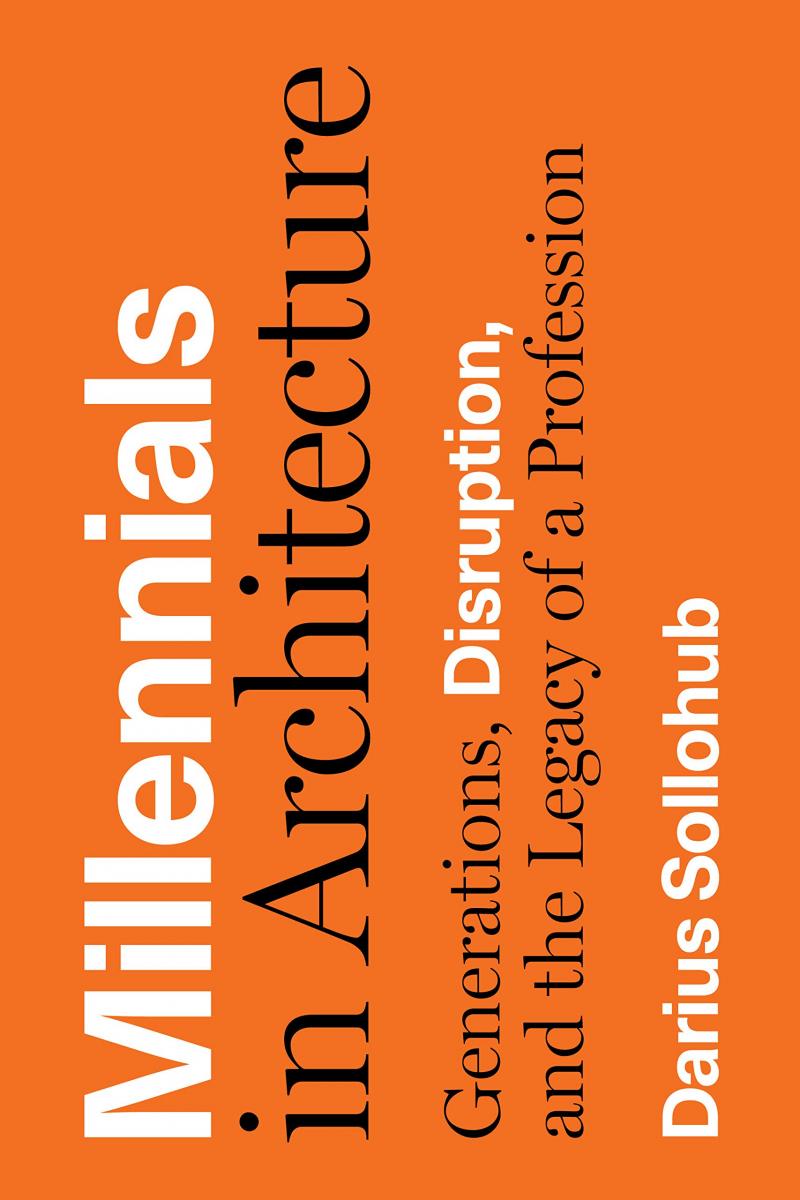 Millennials
in Architecture
Generations, Disruption,
and the Legacy of a Profession
Darius Sollohub